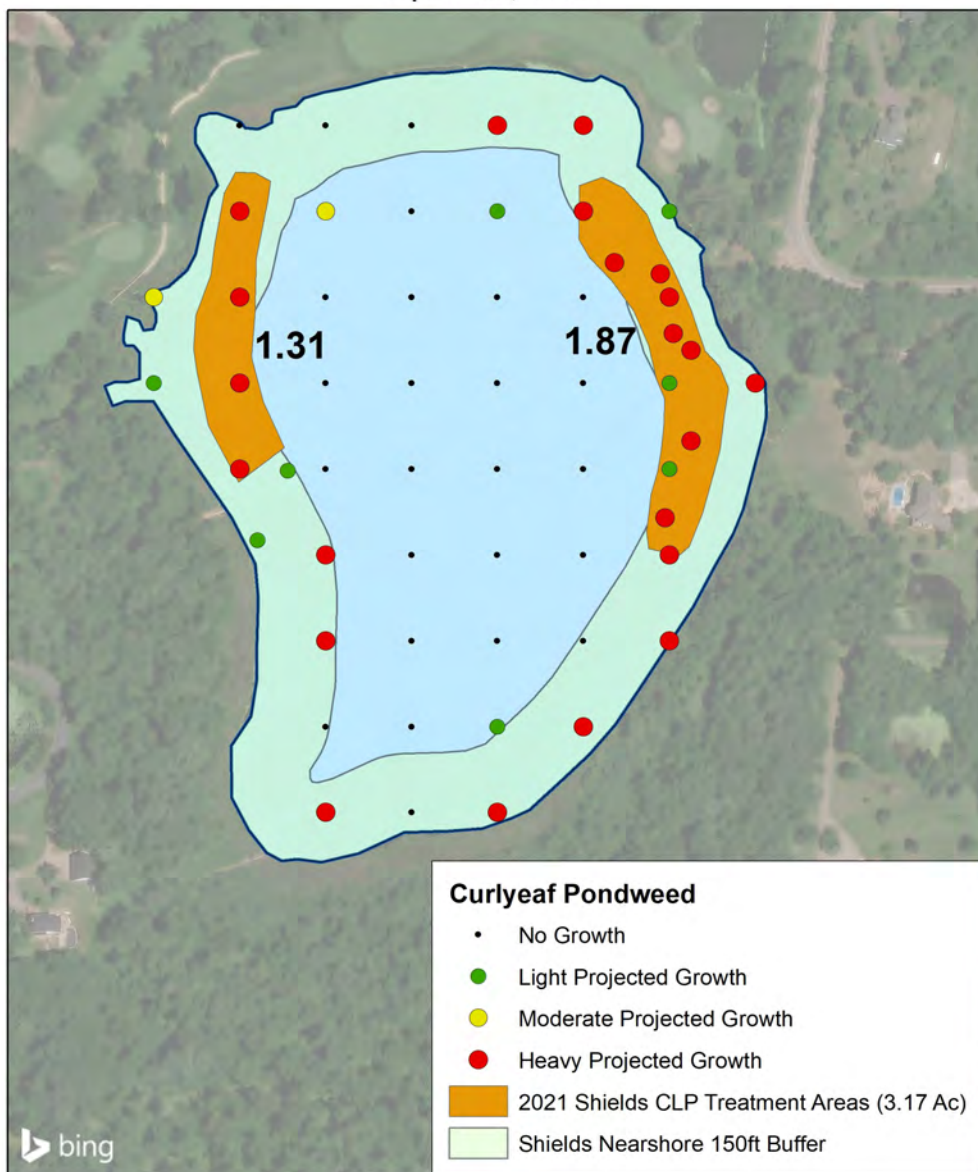 1.31
1.87
Curlyeaf Pondweed
No Growth
Light Projected Growth
Moderate Projected Growth
Heavy Projected Growth
2021 Shields CLP Treatment Areas (3.17 Ac)
Shields Nearshore 150ft Buffer
bing